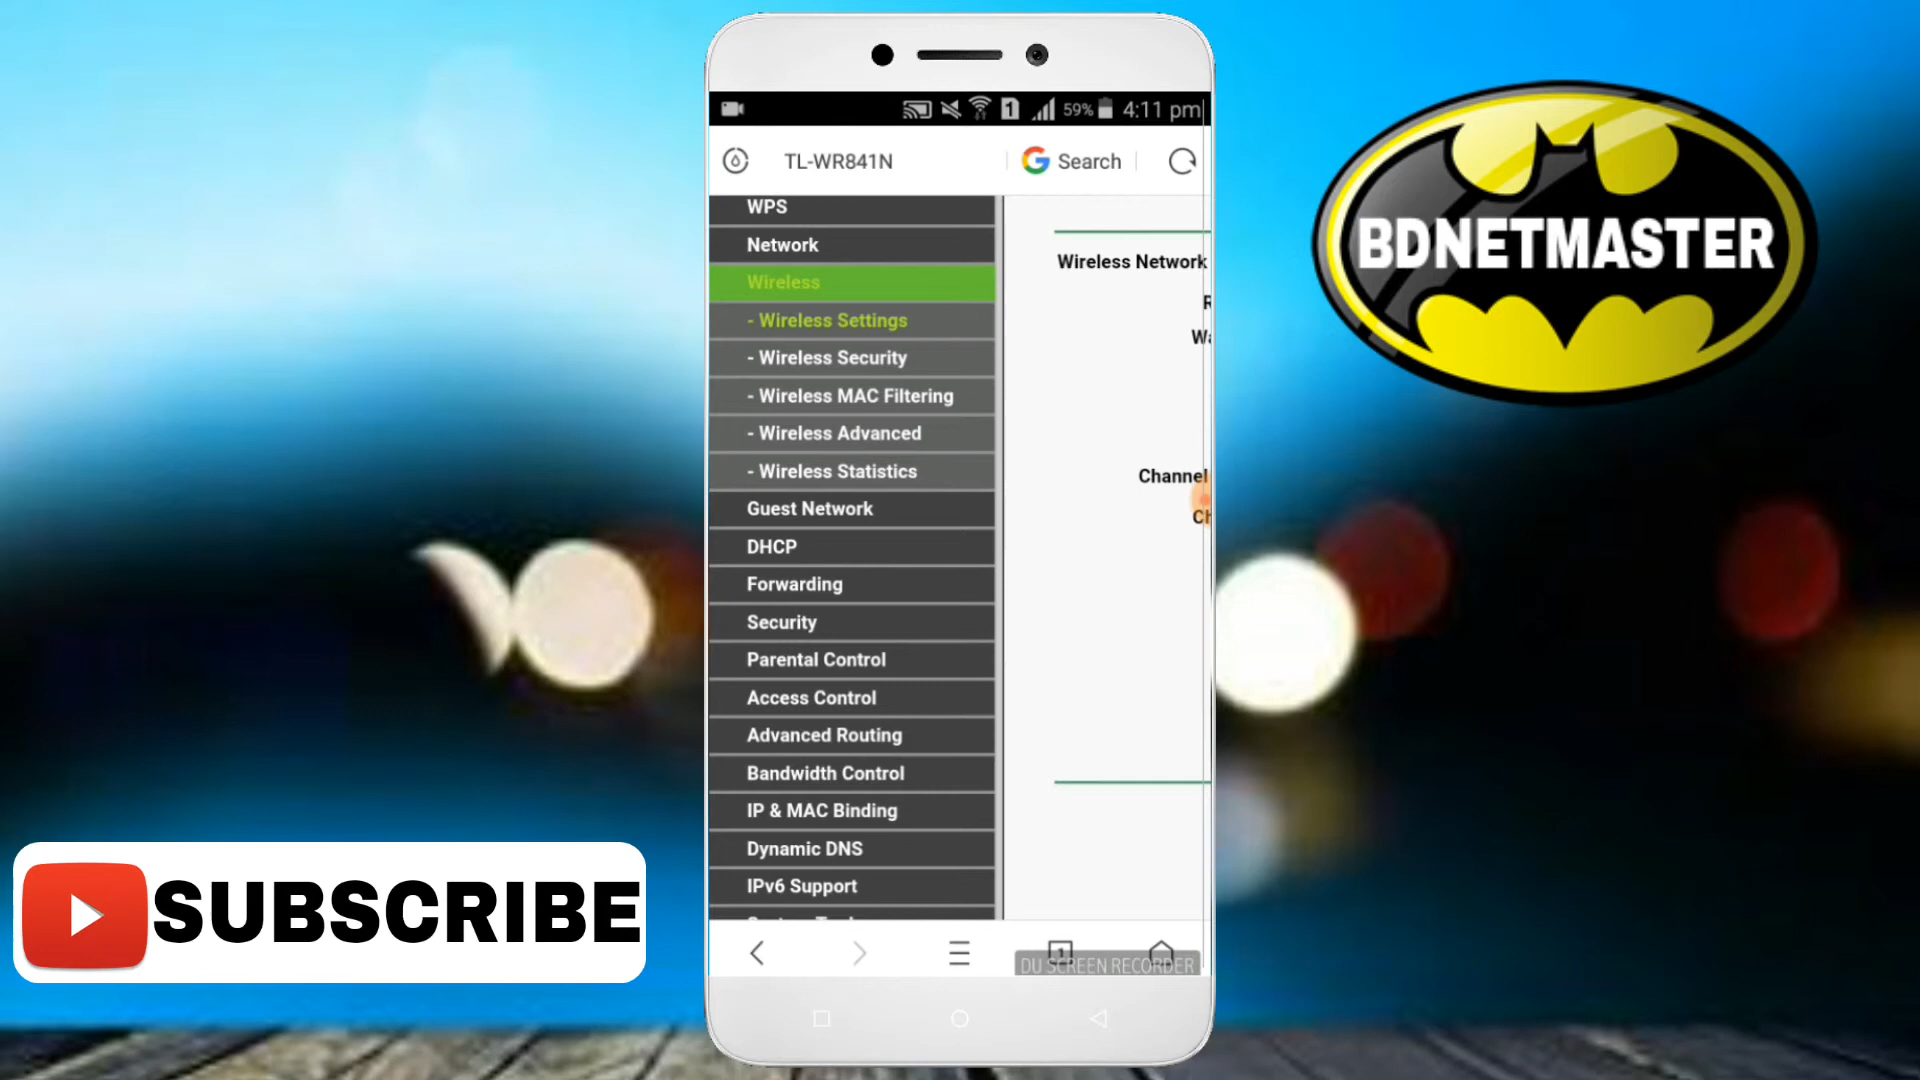 59% 4:11 pm
TL-WR841N
Search
WPS
Network
Wireless
- Wireless Settings
- Wireless Security
- Wireless MAC Filtering
- Wireless Advanced
- Wireless Statistics
Guest Network
DHCP
Forwarding
Security
Parental Control
Access Control
Advanced Routing
Bandwidth Control
IP & MAC Binding
Dynamic DNS
IPv6 Support
Wireless Network
Channel
1
DU SCREEN RECORDER
BDNETMASTER
SUBSCRIBE